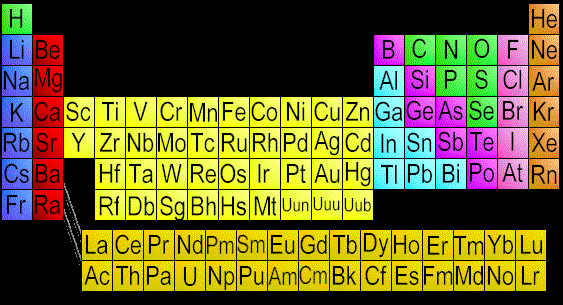 H He
Li Be B C N O F Ne
Na Mg Al Si P S Cl Ar
K Ca Sc Ti V Cr Mn Fe Co Ni Cu Zn Ga Ge As Se Br Kr
Rb Sr Y Zr Nb Mo Tc Ru Rh Pd Ag Cd In Sn Sb Te I Xe
Cs Ba Hf Ta W Re Os Ir Pt Au Hg Tl Pb Bi Po At Rn
Fr Ra Rf Db Sg Bh Hs Mt Uun Uuu Uub
La Ce Pr Nd Pm Sm Eu Gd Tb Dy Ho Er Tm Yb Lu
Ac Th Pa U Np Pu Am Cm Bk Cf Es Fm Md No Lr